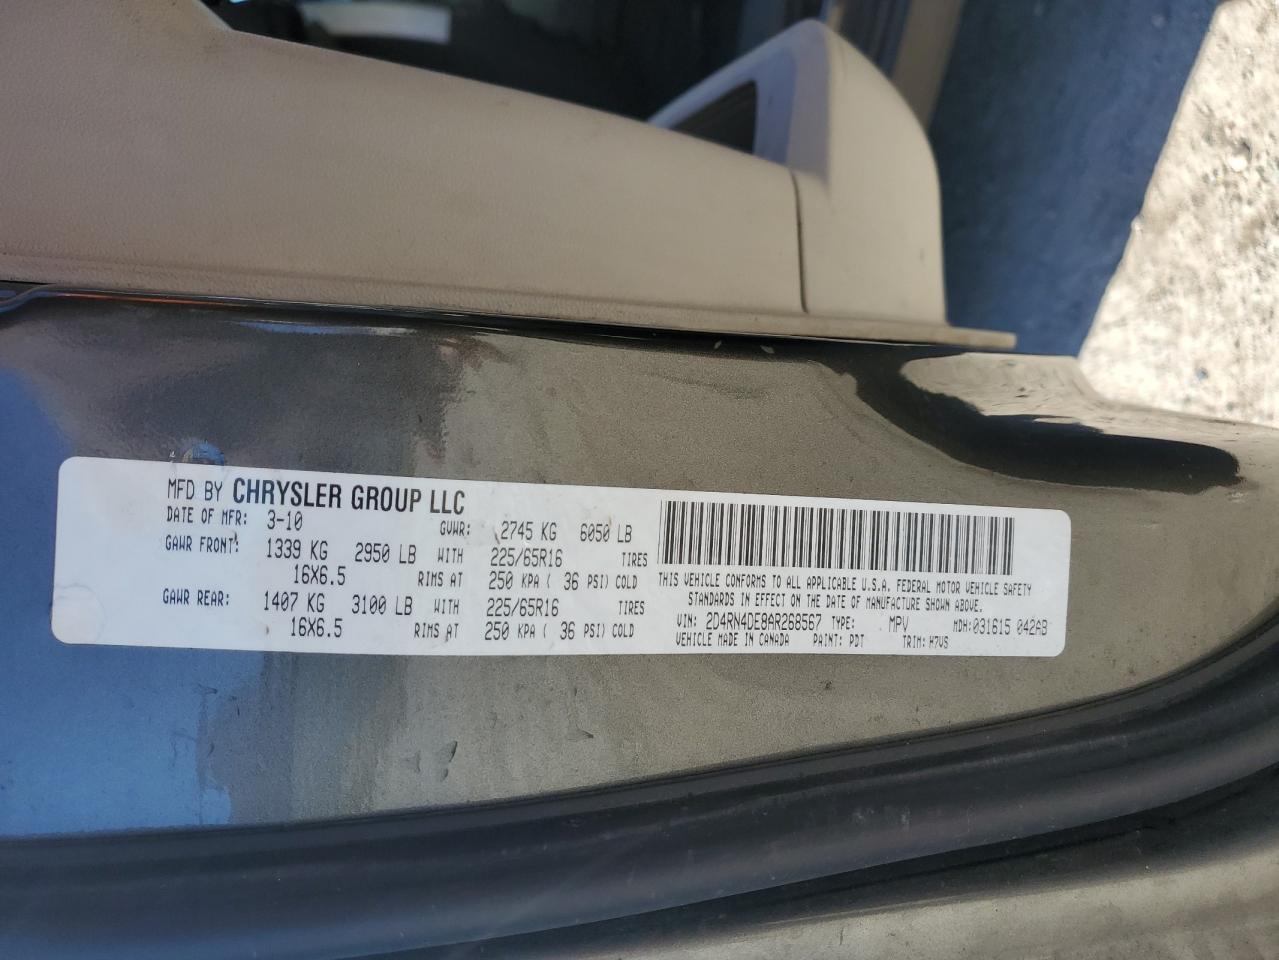 MFD BY CHRYSLER GROUP LLC
DATE OF MFR: 3-10 GVWR: 2745 KG 6050 LB
GAWR FRONT: 1339 KG 2950 LB WITH 225/65R16 TIRES
16X6.5 RIMS AT 250 KPA ( 36 PSI) COLD
GAWR REAR: 1407 KG 3100 LB WITH 225/65R16 TIRES
16X6.5 RIMS AT 250 KPA ( 36 PSI) COLD
THIS VEHICLE CONFORMS TO ALL APPLICABLE U.S.A. FEDERAL MOTOR VEHICLE SAFETY
STANDARDS IN EFFECT ON THE DATE OF MANUFACTURE SHOWN ABOVE.
VIN: 2D4RN4DE8AR268567 TYPE: MPV MDH: 031615 042AB
VEHICLE MADE IN CANADA PAINT: PDT TRIM: H7VS